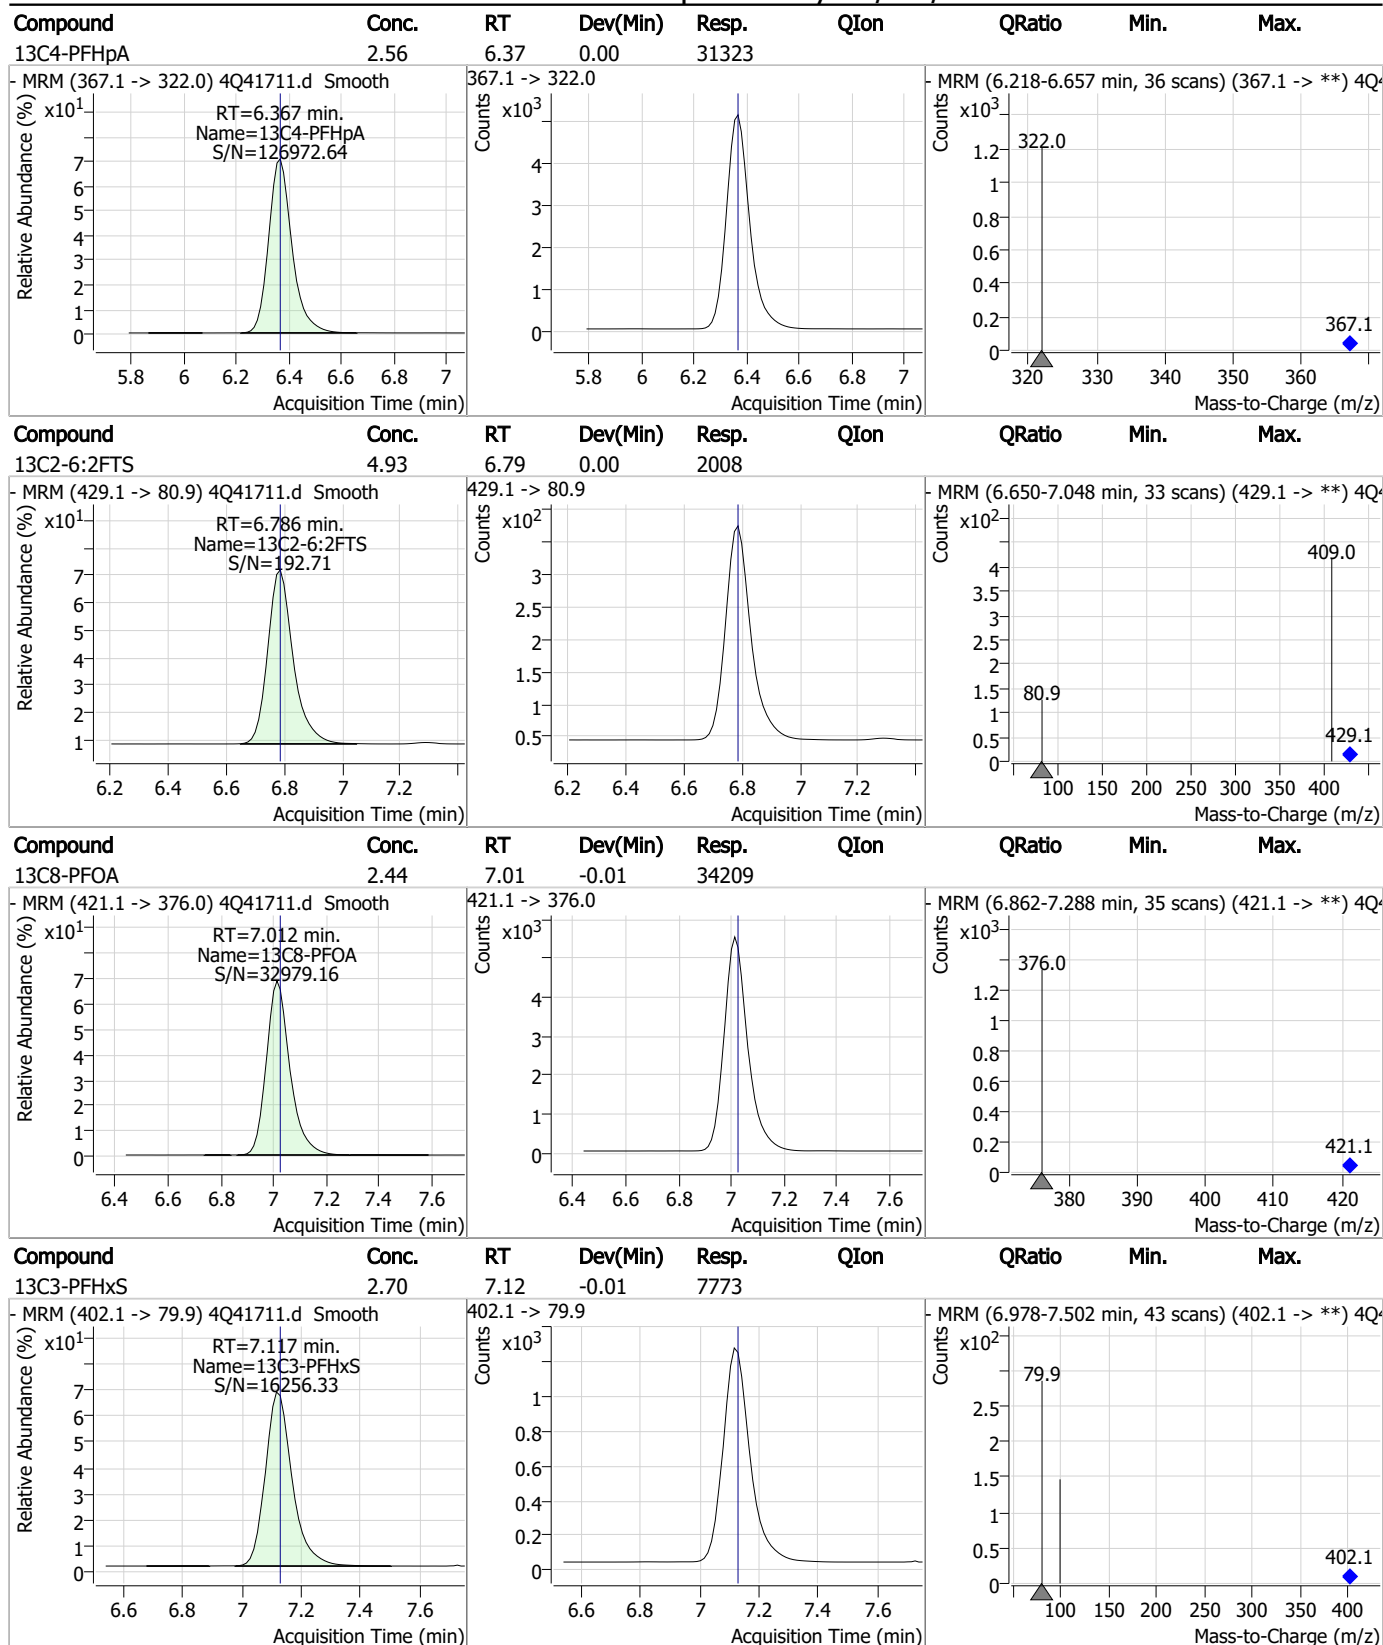 Compound Conc. RT Dev(Min) Resp. QIon QRatio Min. Max.
13C4-PFHpA 2.56 6.37 0.00 31323
- MRM (367.1 -> 322.0) 4Q41711.d Smooth 367.1 -> 322.0 - MRM (6.218-6.657 min, 36 scans) (367.1 -> **) 4Q4
Relative Abundance (%) x10¹ Counts x10³ Counts x10³
RT=6.367 min.
Name=13C4-PFHpA
S/N=126972.64
7 6 5 4 3 2 1 0
4 3 2 1 0
1.2 1 0.8 0.6 0.4 0.2 0
322.0 367.1
5.8 6 6.2 6.4 6.6 6.8 7 5.8 6 6.2 6.4 6.6 6.8 7 320 330 340 350 360
Acquisition Time (min) Acquisition Time (min) Mass-to-Charge (m/z)
Compound Conc. RT Dev(Min) Resp. QIon QRatio Min. Max.
13C2-6:2FTS 4.93 6.79 0.00 2008
- MRM (429.1 -> 80.9) 4Q41711.d Smooth 429.1 -> 80.9 - MRM (6.650-7.048 min, 33 scans) (429.1 -> **) 4Q4
Relative Abundance (%) x10¹ Counts x10² Counts x10²
RT=6.786 min.
Name=13C2-6:2FTS
S/N=192.71
7 6 5 4 3 2 1
3 2.5 2 1.5 1 0.5
4 3.5 3 2.5 2 1.5 1 0.5 0
409.0 80.9 429.1
6.2 6.4 6.6 6.8 7 7.2 6.2 6.4 6.6 6.8 7 7.2 100 150 200 250 300 350 400
Acquisition Time (min) Acquisition Time (min) Mass-to-Charge (m/z)
Compound Conc. RT Dev(Min) Resp. QIon QRatio Min. Max.
13C8-PFOA 2.44 7.01 -0.01 34209
- MRM (421.1 -> 376.0) 4Q41711.d Smooth 421.1 -> 376.0 - MRM (6.862-7.288 min, 35 scans) (421.1 -> **) 4Q4
Relative Abundance (%) x10¹ Counts x10³ Counts x10³
RT=7.012 min.
Name=13C8-PFOA
S/N=32979.16
7 6 5 4 3 2 1 0
4 3 2 1 0
1.2 1 0.8 0.6 0.4 0.2 0
376.0 421.1
6.4 6.6 6.8 7 7.2 7.4 7.6 6.4 6.6 6.8 7 7.2 7.4 7.6 380 390 400 410 420
Acquisition Time (min) Acquisition Time (min) Mass-to-Charge (m/z)
Compound Conc. RT Dev(Min) Resp. QIon QRatio Min. Max.
13C3-PFHxS 2.70 7.12 -0.01 7773
- MRM (402.1 -> 79.9) 4Q41711.d Smooth 402.1 -> 79.9 - MRM (6.978-7.502 min, 43 scans) (402.1 -> **) 4Q4
Relative Abundance (%) x10¹ Counts x10³ Counts x10²
RT=7.117 min.
Name=13C3-PFHxS
S/N=16256.33
7 6 5 4 3 2 1 0
1 0.8 0.6 0.4 0.2 0
2.5 2 1.5 1 0.5 0
79.9 402.1
6.6 6.8 7 7.2 7.4 7.6 6.6 6.8 7 7.2 7.4 7.6 100 150 200 250 300 350 400
Acquisition Time (min) Acquisition Time (min) Mass-to-Charge (m/z)